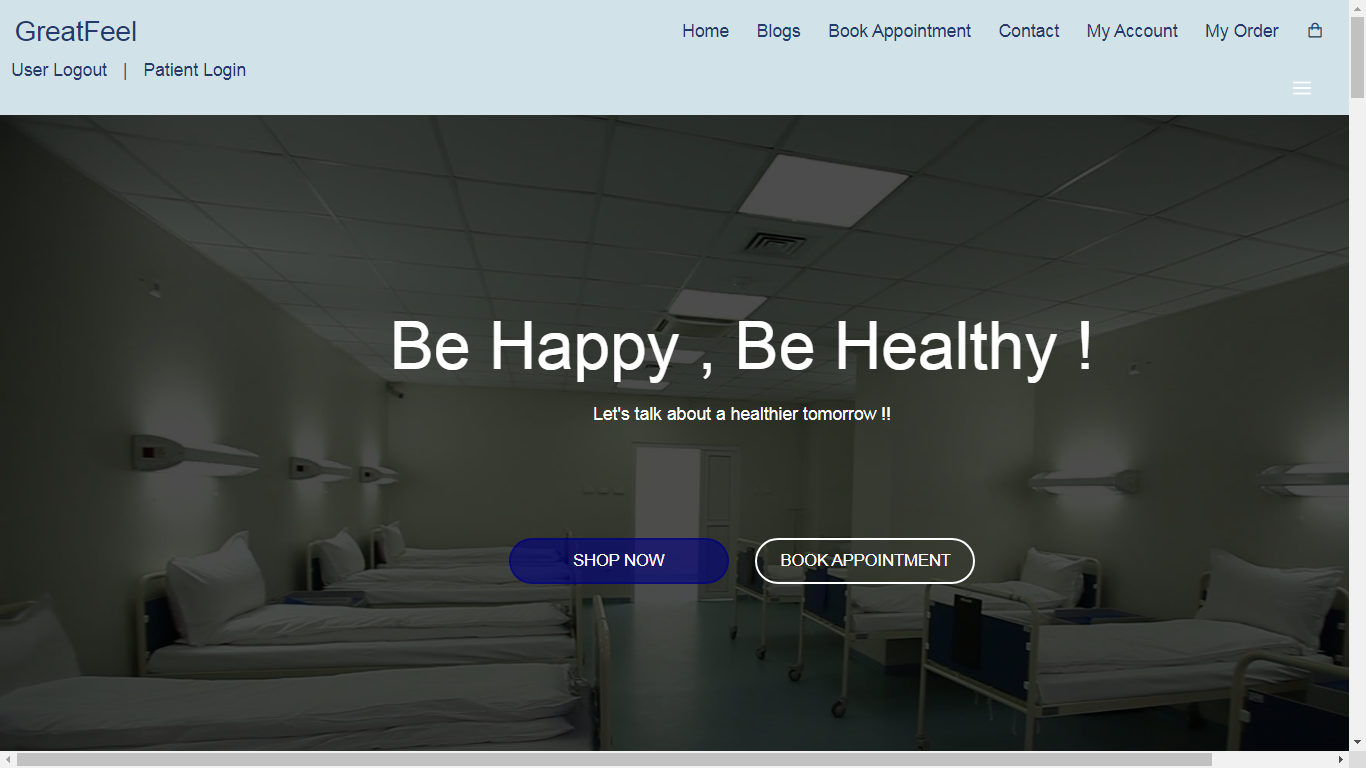 GreatFeel
Home Blogs Book Appointment Contact My Account My Order
User Logout | Patient Login
Be Happy , Be Healthy !
Let's talk about a healthier tomorrow !!
SHOP NOW BOOK APPOINTMENT